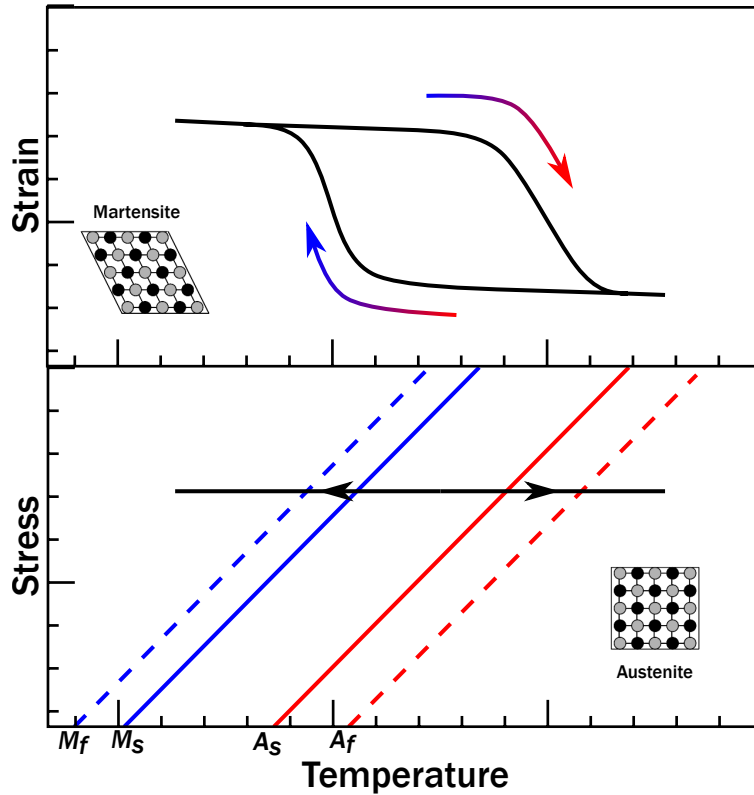 Strain
Martensite
Stress
Austenite
Mf Ms As Af
Temperature